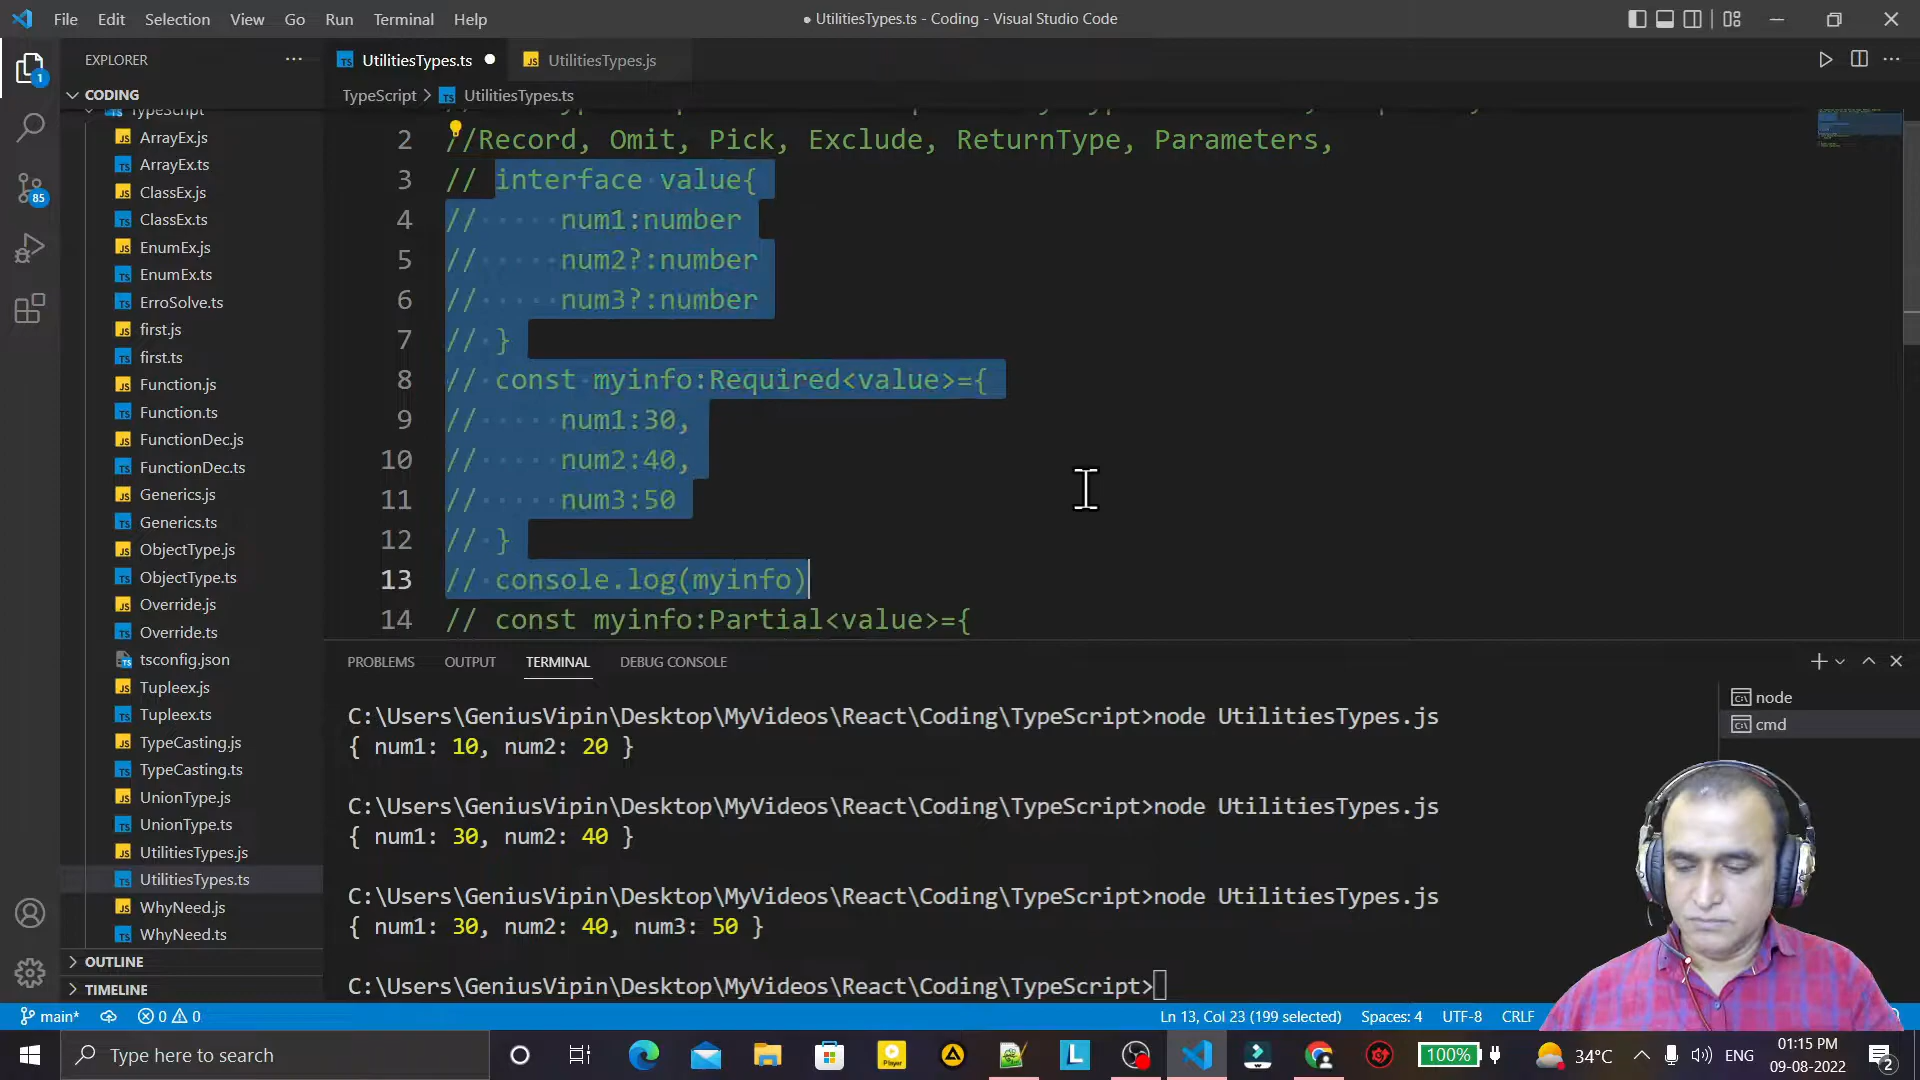 File Edit Selection View Go Run Terminal Help
● UtilitiesTypes.ts - Coding - Visual Studio Code
EXPLORER
UtilitiesTypes.ts
UtilitiesTypes.js
CODING
TypeScript > UtilitiesTypes.ts
TypeScript
ArrayEx.js
ArrayEx.ts
ClassEx.js
ClassEx.ts
EnumEx.js
EnumEx.ts
ErroSolve.ts
first.js
first.ts
Function.js
Function.ts
FunctionDec.js
FunctionDec.ts
Generics.js
Generics.ts
ObjectType.js
ObjectType.ts
Override.js
Override.ts
tsconfig.json
Tupleex.js
Tupleex.ts
TypeCasting.js
TypeCasting.ts
UnionType.js
UnionType.ts
UtilitiesTypes.js
UtilitiesTypes.ts
WhyNeed.js
WhyNeed.ts
OUTLINE
TIMELINE
1
85
2 //Record, Omit, Pick, Exclude, ReturnType, Parameters,
3 // interface value{
4 // num1:number
5 // num2?:number
6 // num3?:number
7 // }
8 // const myinfo:Required<value>={
9 // num1:30,
10 // num2:40,
11 // num3:50
12 // }
13 // console.log(myinfo)
14 // const myinfo:Partial<value>={
PROBLEMS OUTPUT TERMINAL DEBUG CONSOLE
C:\Users\GeniusVipin\Desktop\MyVideos\React\Coding\TypeScript>node UtilitiesTypes.js
{ num1: 10, num2: 20 }
C:\Users\GeniusVipin\Desktop\MyVideos\React\Coding\TypeScript>node UtilitiesTypes.js
{ num1: 30, num2: 40 }
C:\Users\GeniusVipin\Desktop\MyVideos\React\Coding\TypeScript>node UtilitiesTypes.js
{ num1: 30, num2: 40, num3: 50 }
C:\Users\GeniusVipin\Desktop\MyVideos\React\Coding\TypeScript>
node
cmd
main* 0 0
Ln 13, Col 23 (199 selected) Spaces: 4 UTF-8 CRLF
Type here to search
100%
34°C
ENG
01:15 PM
09-08-2022
2